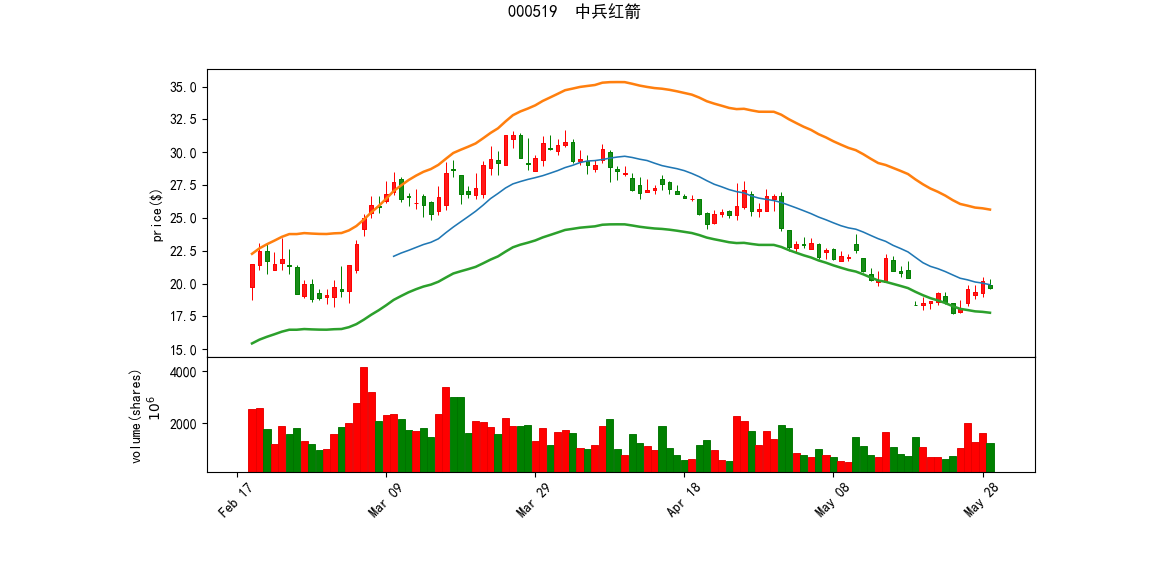 000519 中兵红箭
35.0
32.5
30.0
27.5
25.0
22.5
20.0
17.5
15.0
price($)
4000
2000
volume(shares)
10^6
Feb 17
Mar 09
Mar 29
Apr 18
May 08
May 28